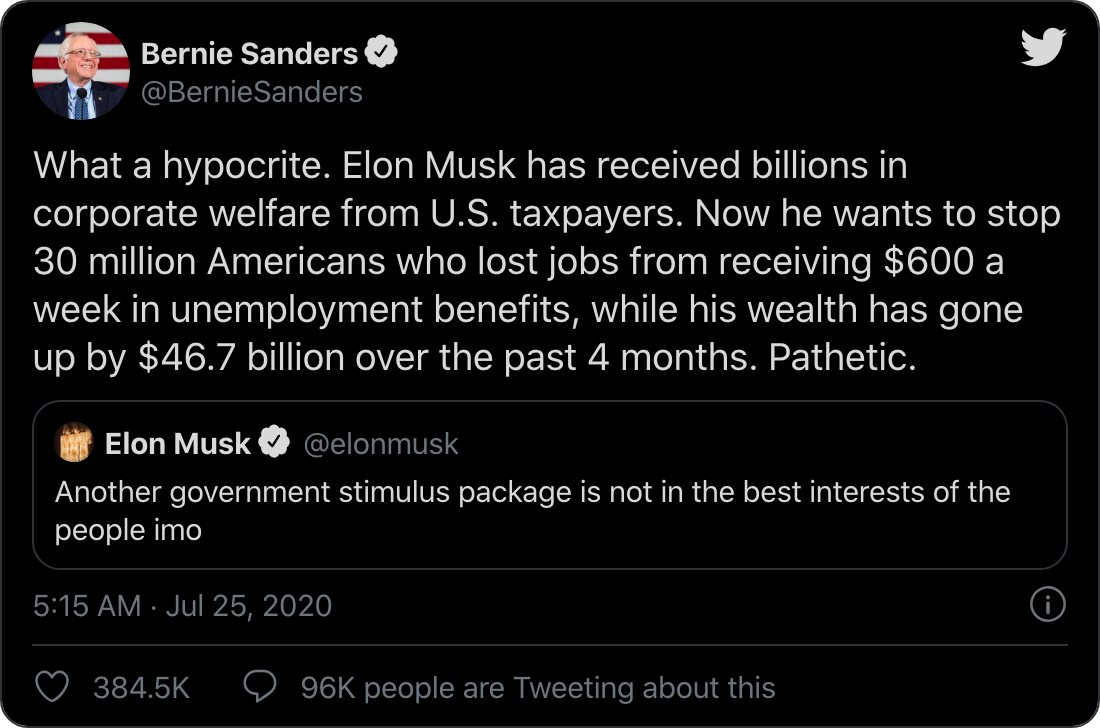 Bernie Sanders
@BernieSanders
What a hypocrite. Elon Musk has received billions in
corporate welfare from U.S. taxpayers. Now he wants to stop
30 million Americans who lost jobs from receiving $600 a
week in unemployment benefits, while his wealth has gone
up by $46.7 billion over the past 4 months. Pathetic.
Elon Musk @elonmusk
Another government stimulus package is not in the best interests of the
people imo
5:15 AM · Jul 25, 2020
384.5K 96K people are Tweeting about this